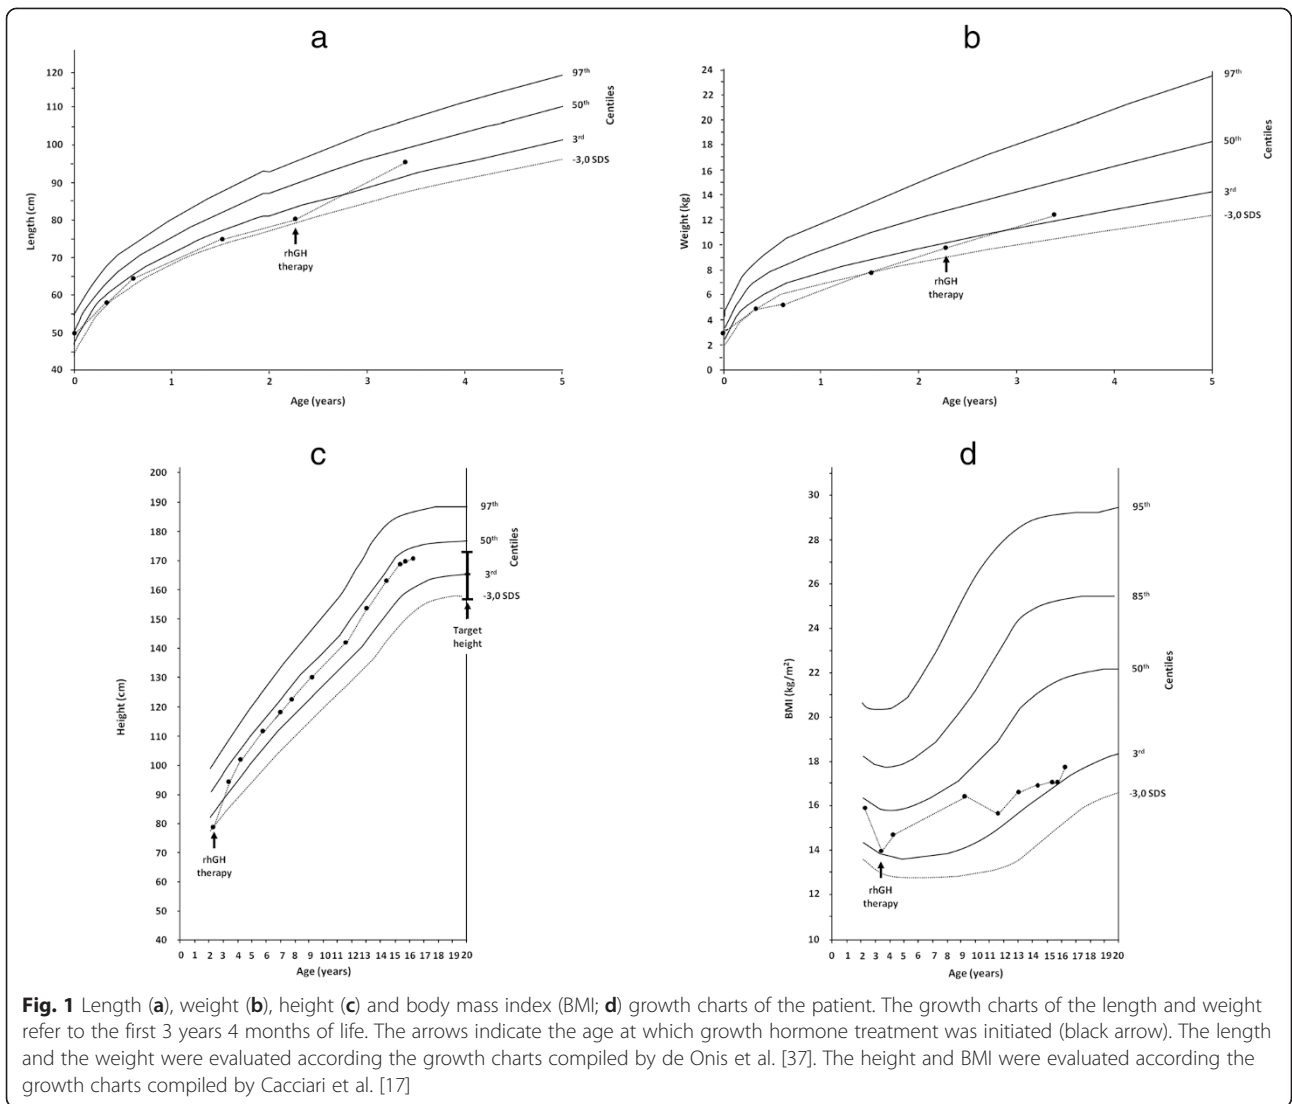 a
120
110
100
90
80
70
60
50
40
Length (cm)
97th
50th
3rd
-3,0 SDS
Centiles
rhGH
therapy
0 1 2 3 4 5
Age (years)
b
24
22
20
18
16
14
12
10
8
6
4
2
0
Weight (kg)
97th
50th
3rd
-3,0 SDS
Centiles
rhGH
therapy
0 1 2 3 4 5
Age (years)
c
200
190
180
170
160
150
140
130
120
110
100
90
80
70
60
50
40
Height (cm)
97th
50th
3rd
-3,0 SDS
Centiles
Target
height
rhGH
therapy
0 1 2 3 4 5 6 7 8 9 10 11 12 13 14 15 16 17 18 19 20
Age (years)
d
30
28
26
24
22
20
18
16
14
12
10
BMI (kg/m²)
95th
85th
50th
3rd
-3,0 SDS
Centiles
rhGH
therapy
0 1 2 3 4 5 6 7 8 9 10 11 12 13 14 15 16 17 18 19 20
Age (years)
Fig. 1 Length (a), weight (b), height (c) and body mass index (BMI; d) growth charts of the patient. The growth charts of the length and weight
refer to the first 3 years 4 months of life. The arrows indicate the age at which growth hormone treatment was initiated (black arrow). The length
and the weight were evaluated according the growth charts compiled by de Onis et al. [37]. The height and BMI were evaluated according the
growth charts compiled by Cacciari et al. [17]